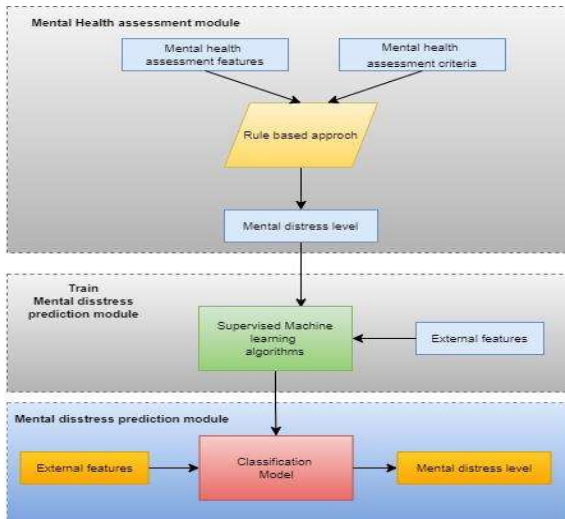 Mental Health assessment module
Mental health
assessment features
Mental health
assessment criteria
Rule based approch
Mental distress level
Train
Mental disstress
prediction module
Supervised Machine
learning
algorithms
External features
Mental disstress prediction module
External features
Classification
Model
Mental distress level